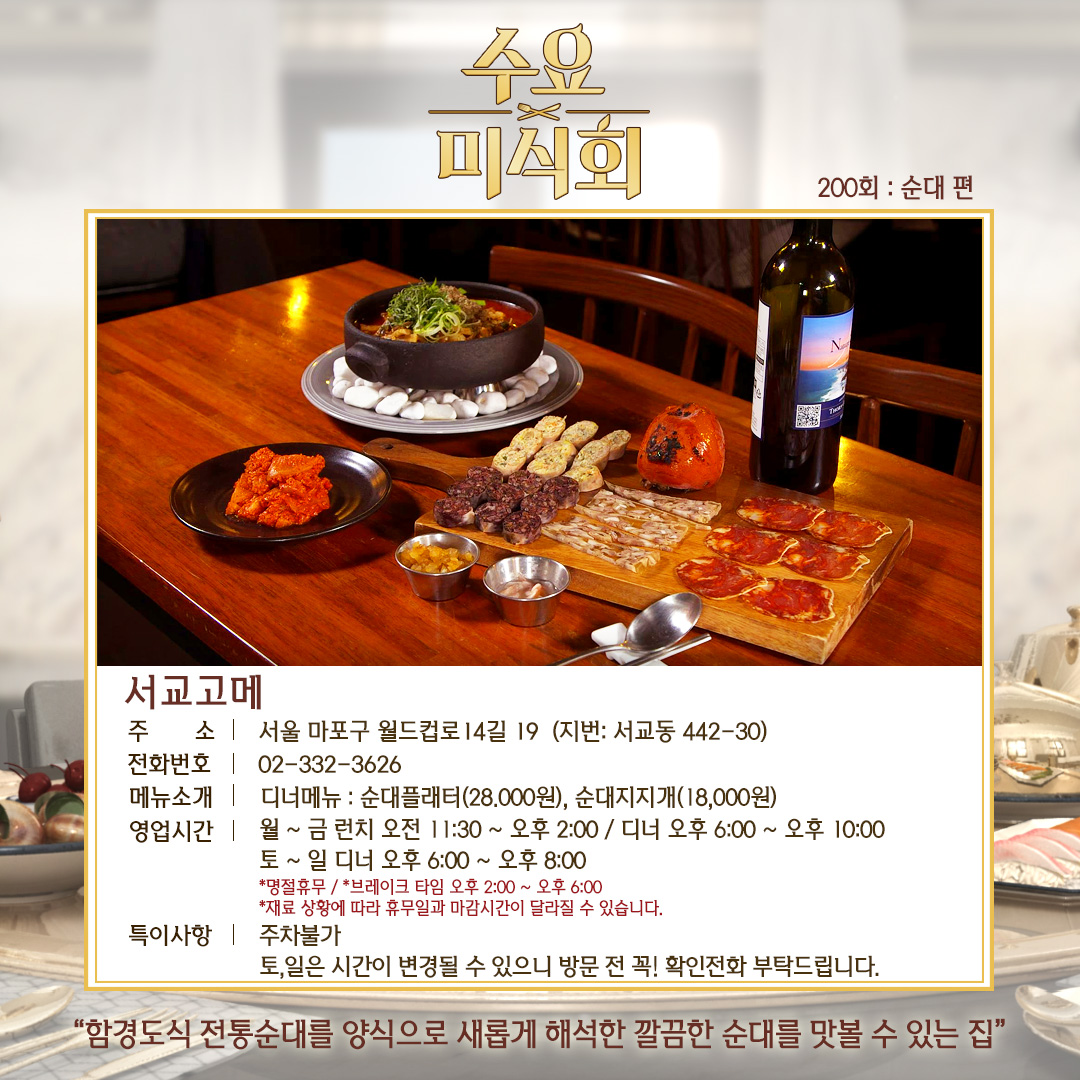 수요
미식회
200회 : 순대 편
서교고메
주 소 | 서울 마포구 월드컵로14길 19 (지번: 서교동 442-30)
전화번호 | 02-332-3626
메뉴소개 | 디너메뉴 : 순대플래터(28.000원), 순대지지개(18,000원)
영업시간 | 월 ~ 금 런치 오전 11:30 ~ 오후 2:00 / 디너 오후 6:00 ~ 오후 10:00
토 ~ 일 디너 오후 6:00 ~ 오후 8:00
*명절휴무 / *브레이크 타임 오후 2:00 ~ 오후 6:00
*재료 상황에 따라 휴무일과 마감시간이 달라질 수 있습니다.
특이사항 | 주차불가
토,일은 시간이 변경될 수 있으니 방문 전 꼭! 확인전화 부탁드립니다.
“함경도식 전통순대를 양식으로 새롭게 해석한 깔끔한 순대를 맛볼 수 있는 집”